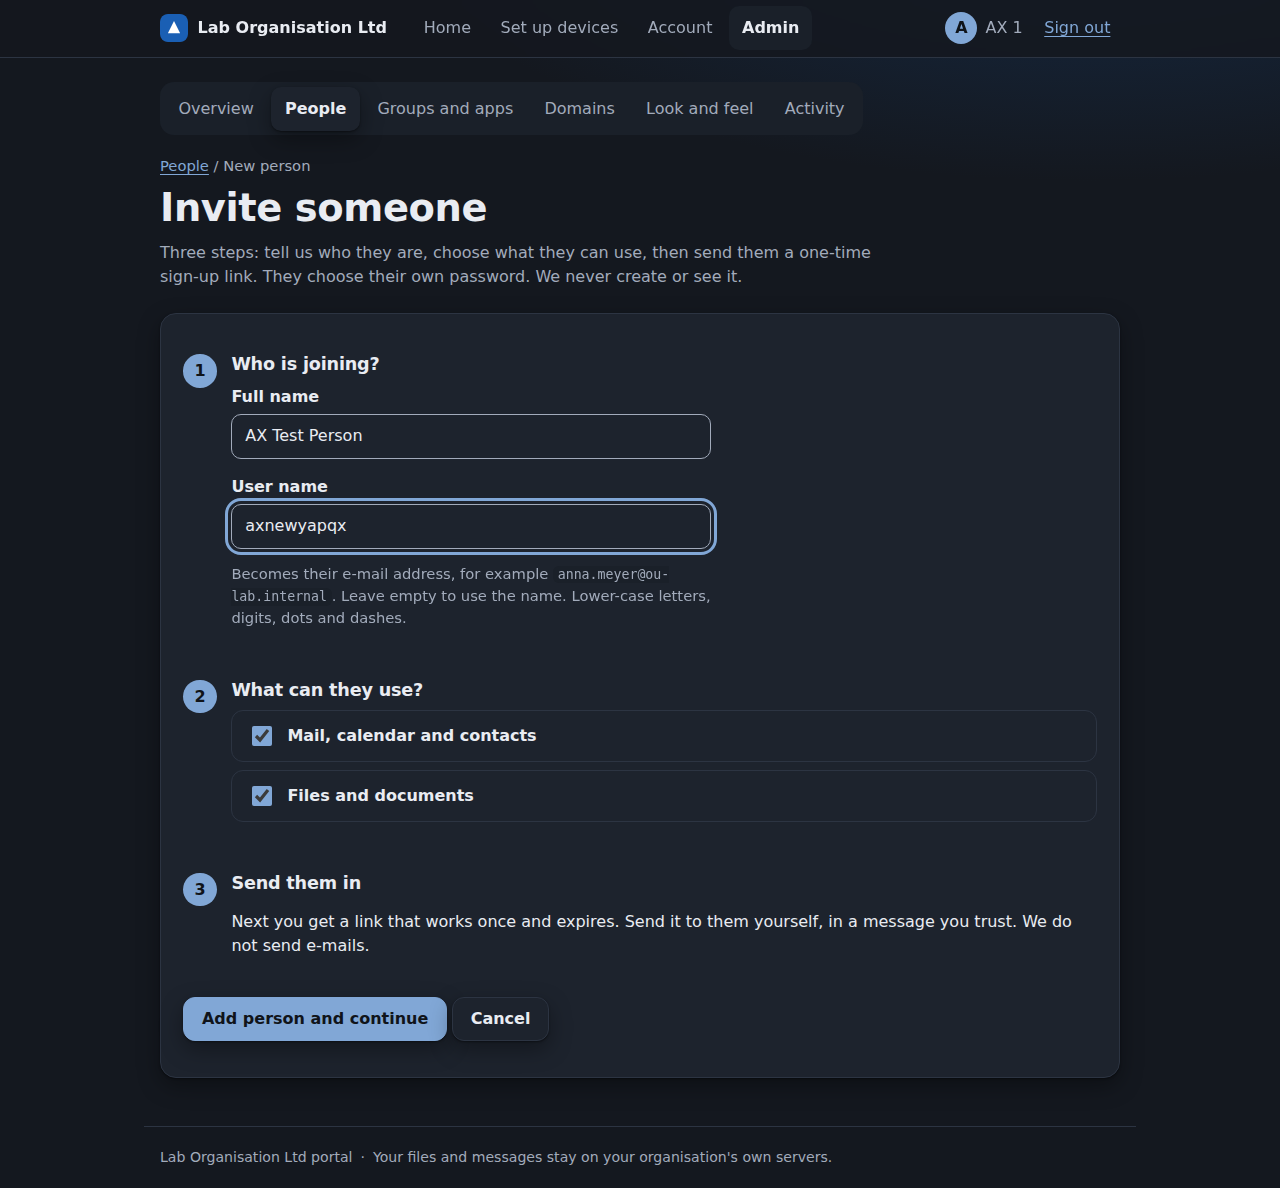 Lab Organisation Ltd
Home
Set up devices
Account
Admin
A
AX 1
Sign out
Overview
People
Groups and apps
Domains
Look and feel
Activity
People / New person
Invite someone
Three steps: tell us who they are, choose what they can use, then send them a one-time
sign-up link. They choose their own password. We never create or see it.
1
Who is joining?
Full name
AX Test Person
User name
axnewyapqx
Becomes their e-mail address, for example anna.meyer@ou-
lab.internal . Leave empty to use the name. Lower-case letters,
digits, dots and dashes.
2
What can they use?
Mail, calendar and contacts
Files and documents
3
Send them in
Next you get a link that works once and expires. Send it to them yourself, in a message you trust. We do
not send e-mails.
Add person and continue
Cancel
Lab Organisation Ltd portal · Your files and messages stay on your organisation's own servers.